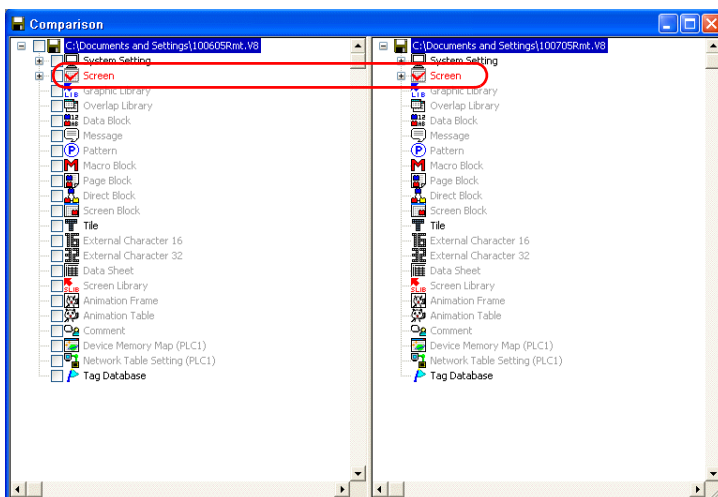 Comparison
C:\Documents and Settings\100605Rmt.V8
System Setting
Screen
Graphic Library
Overlap Library
Data Block
Message
Pattern
Macro Block
Page Block
Direct Block
Screen Block
Tile
External Character 16
External Character 32
Data Sheet
Screen Library
Animation Frame
Animation Table
Comment
Device Memory Map (PLC1)
Network Table Setting (PLC1)
Tag Database
C:\Documents and Settings\100705Rmt.V8
System Setting
Screen
Graphic Library
Overlap Library
Data Block
Message
Pattern
Macro Block
Page Block
Direct Block
Screen Block
Tile
External Character 16
External Character 32
Data Sheet
Screen Library
Animation Frame
Animation Table
Comment
Device Memory Map (PLC1)
Network Table Setting (PLC1)
Tag Database